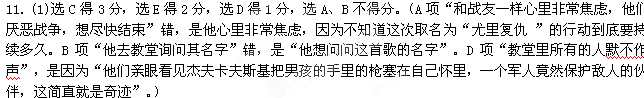 11. (1)选C得3分，选E得2分，选D得1分，选A、B不得分。(A项“和战友一样心里非常焦虑，他们
厌恶战争，想尽快结束”错，是他心里非常焦虑，因为不知道这次取名为“尤里复仇 ”的行动到底要持
续多久。B项“他去教堂询问其名字”错，是“他想问问这首歌的名字”。D项“教堂里所有的人默不作
声”，是因为“他们亲眼看见杰夫卡夫斯基把男孩的手里的枪塞在自己怀里，一个军人竟然保护敌人的伙
伴，这简直就是奇迹”。)